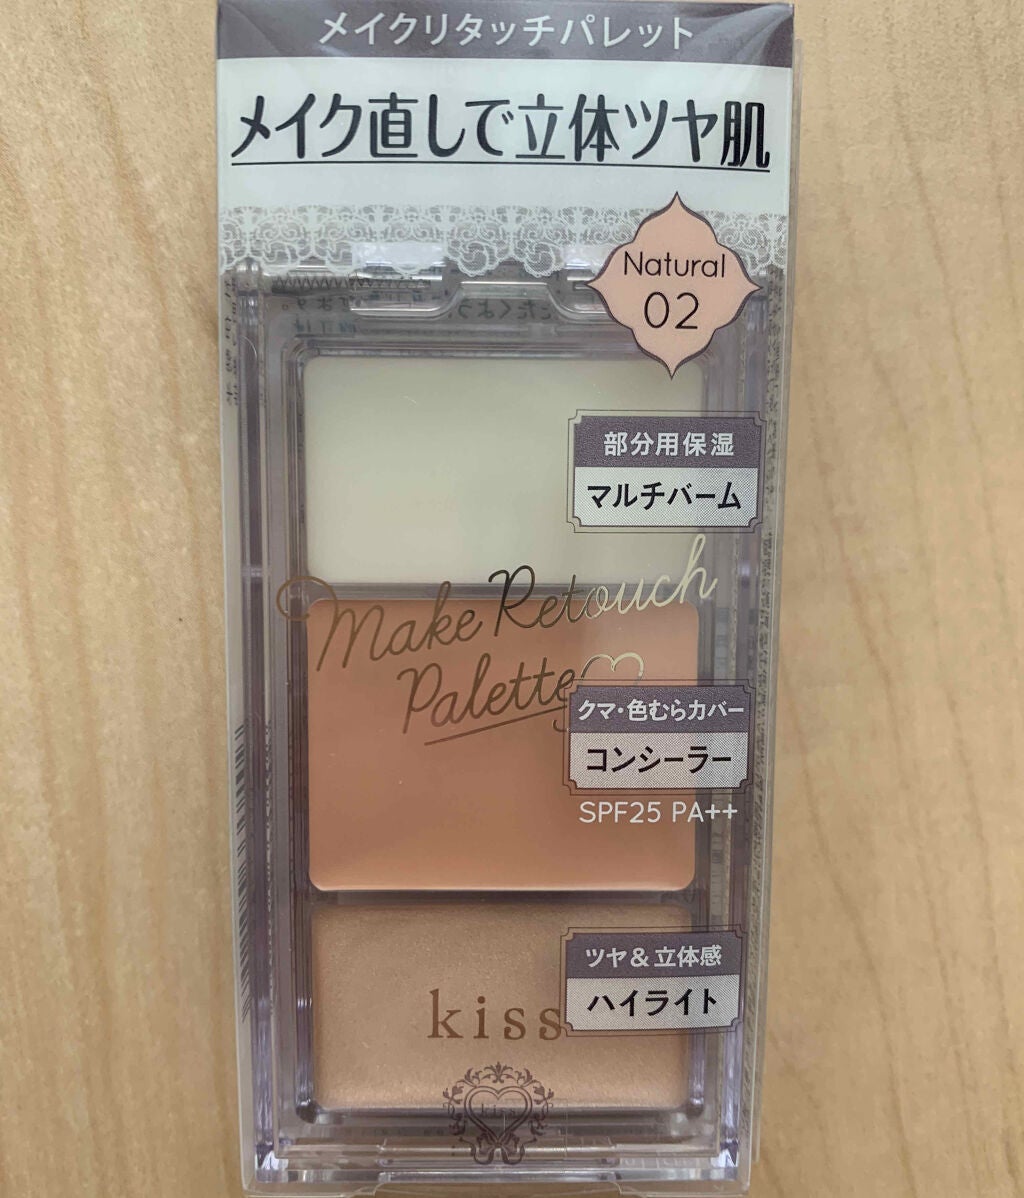 メイクリタッチパレット
メイク直しで立体ツヤ肌
Natural
02
部分用保湿
マルチバーム
Make Retouch
Palette
クマ・色むらカバー
コンシーラー
SPF25 PA++
ツヤ&立体感
ハイライト
kiss
kiss